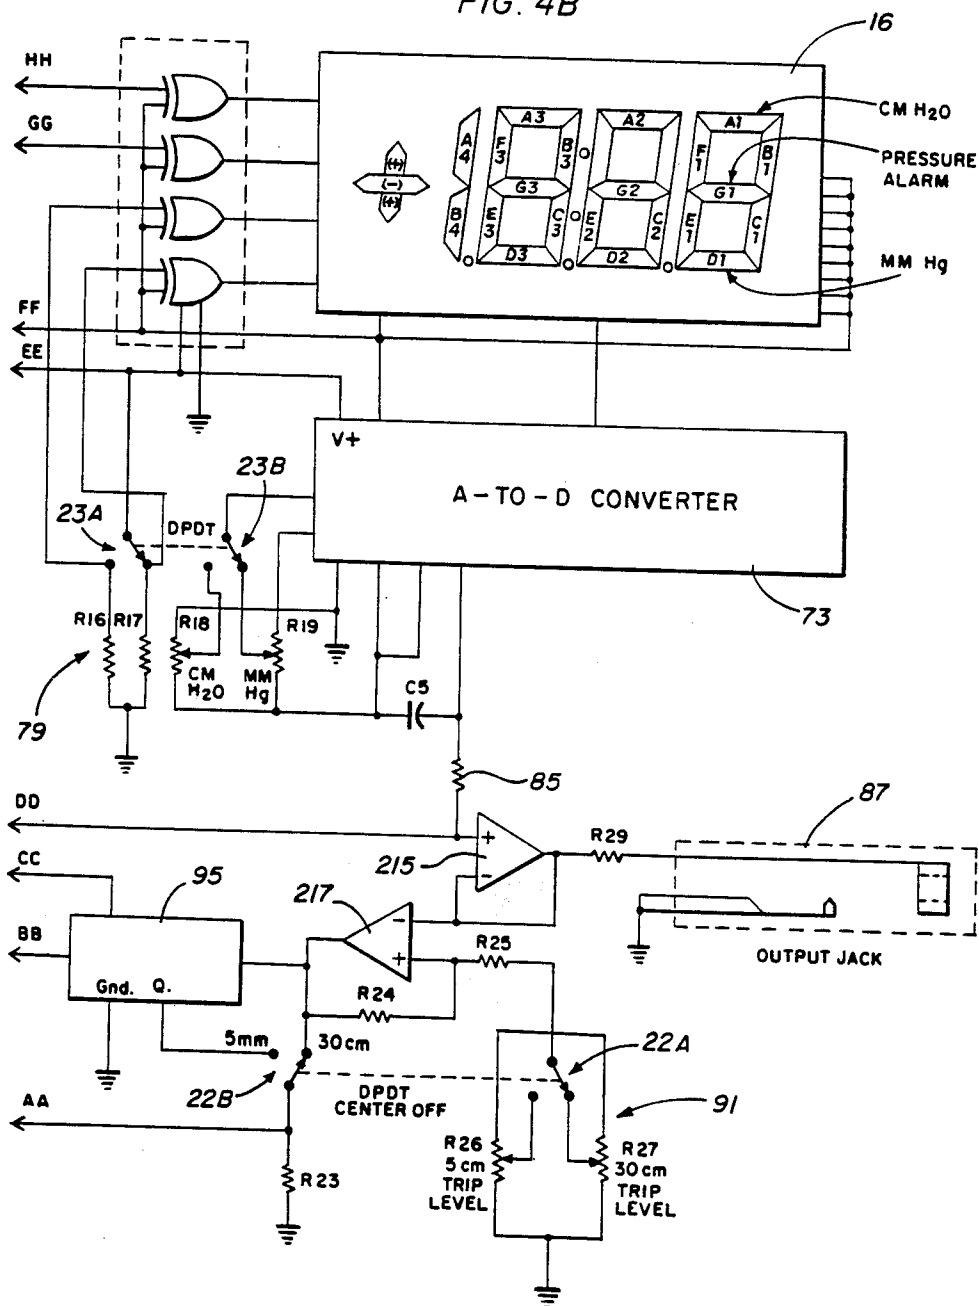 FIG. 4B
16
HH
CM H2O
GG
PRESSURE
ALARM
A4
B4
(+)
(-)
(+)
A3
F3
B3
G3
E3
C3
D3
A2
G2
E2
C2
D2
A1
F1
B1
G1
E1
C1
D1
MM Hg
FF
EE
V+
A-TO-D CONVERTER
73
23B
23A
DPDT
R16
R17
R18
R19
CM
H2O
MM
Hg
79
C5
85
DD
CC
95
BB
Gnd.
Q.
217
215
R29
87
OUTPUT JACK
R25
R24
5mm
30cm
22B
22A
DPDT
CENTER OFF
AA
R23
91
R26
5cm
TRIP
LEVEL
R27
30cm
TRIP
LEVEL